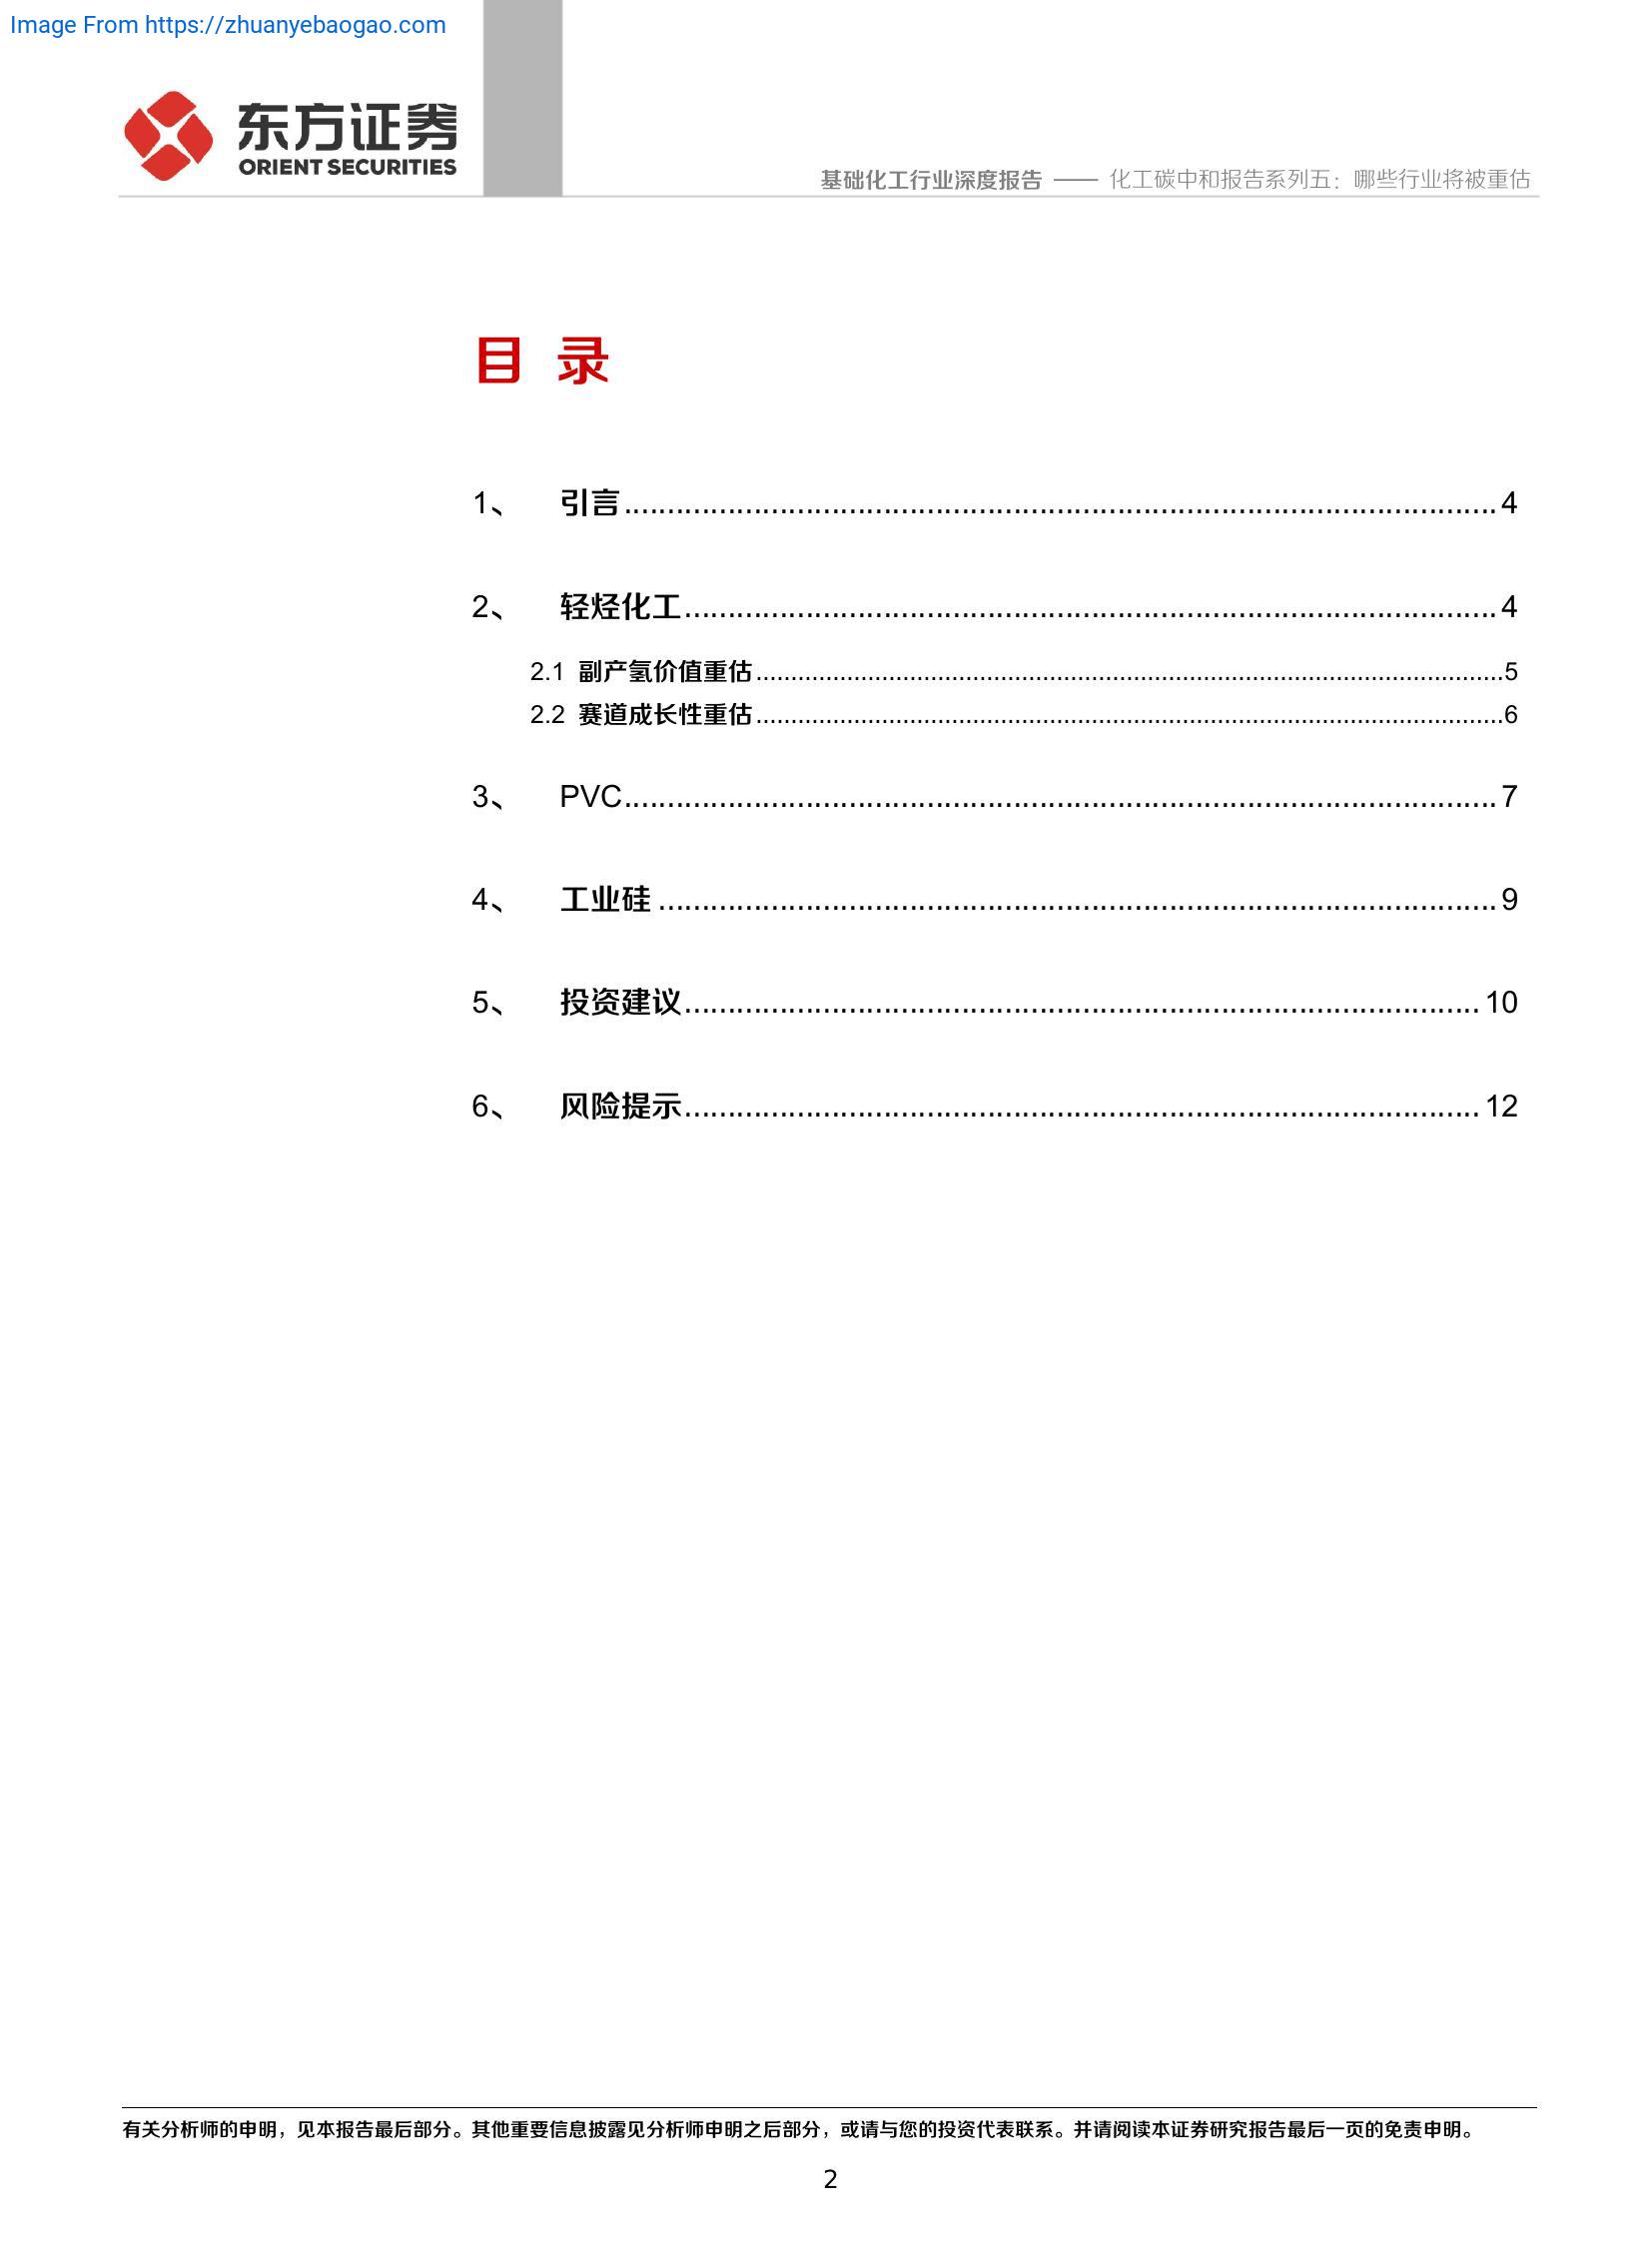 Image From https://zhuanyebaogao.com
东方证券
ORIENT SECURITIES
基础化工行业深度报告 —— 化工碳中和报告系列五：哪些行业将被重估
目 录
1、 引言 4
2、 轻烃化工 4
2.1 副产氢价值重估 5
2.2 赛道成长性重估 6
3、 PVC 7
4、 工业硅 9
5、 投资建议 10
6、 风险提示 12
有关分析师的申明，见本报告最后部分。其他重要信息披露见分析师申明之后部分，或请与您的投资代表联系。并请阅读本证券研究报告最后一页的免责申明。
2